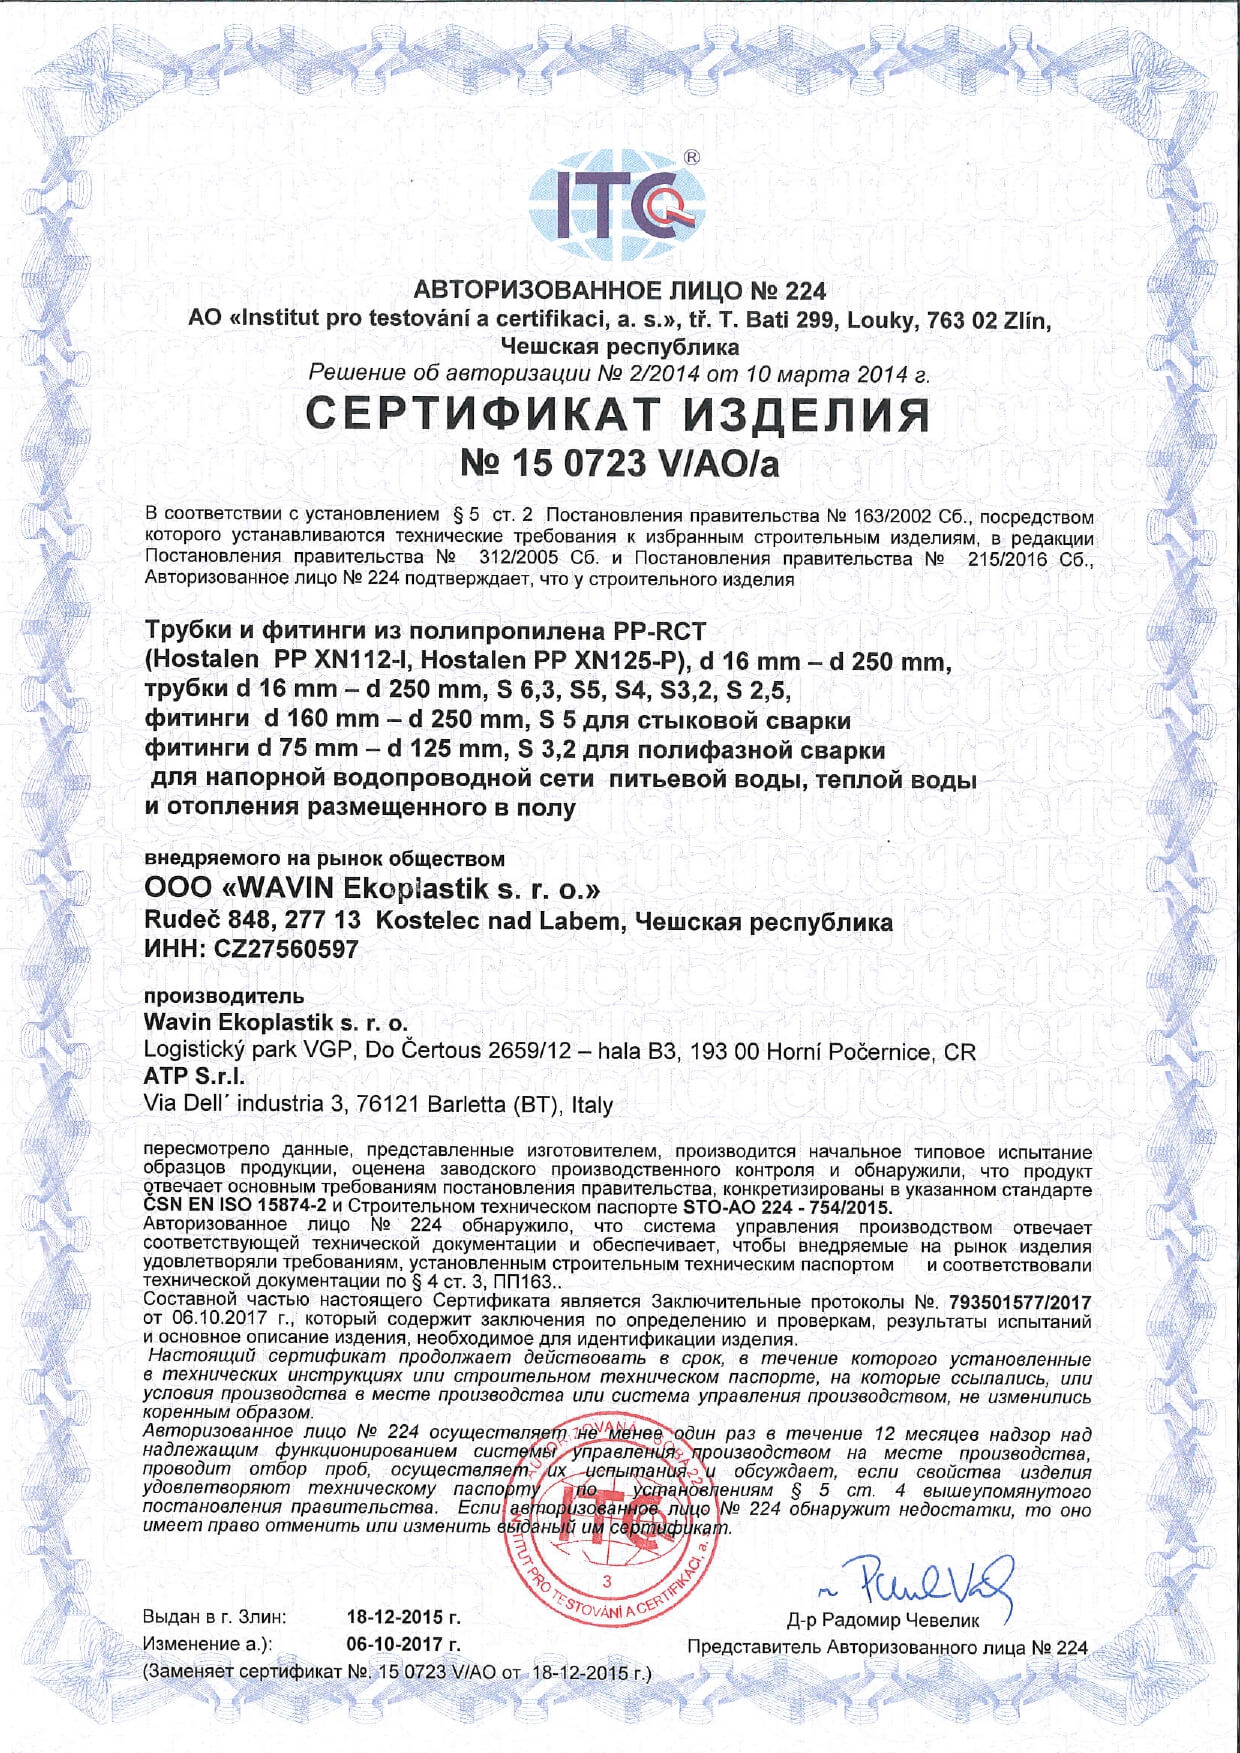 ITC ®
АВТОРИЗОВАННОЕ ЛИЦО № 224
АО «Institut pro testování a certifikaci, a. s.», tř. T. Bati 299, Louky, 763 02 Zlín,
Чешская республика
Решение об авторизации № 2/2014 от 10 марта 2014 г.
СЕРТИФИКАТ ИЗДЕЛИЯ
№ 15 0723 V/AO/a
В соответствии с установлением § 5 ст. 2 Постановления правительства № 163/2002 Сб., посредством
которого устанавливаются технические требования к избранным строительным изделиям, в редакции
Постановления правительства № 312/2005 Сб. и Постановления правительства № 215/2016 Сб.,
Авторизованное лицо № 224 подтверждает, что у строительного изделия
Трубки и фитинги из полипропилена PP-RCT
(Hostalen PP XN112-I, Hostalen PP XN125-P), d 16 mm – d 250 mm,
трубки d 16 mm – d 250 mm, S 6,3, S5, S4, S3,2, S 2,5,
фитинги d 160 mm – d 250 mm, S 5 для стыковой сварки
фитинги d 75 mm – d 125 mm, S 3,2 для полифазной сварки
для напорной водопроводной сети питьевой воды, теплой воды
и отопления размещенного в полу
внедряемого на рынок обществом
ООО «WAVIN Ekoplastik s. r. o.»
Rudeč 848, 277 13 Kostelec nad Labem, Чешская республика
ИНН: CZ27560597
производитель
Wavin Ekoplastik s. r. o.
Logistický park VGP, Do Čertous 2659/12 – hala B3, 193 00 Horní Počernice, CR
ATP S.r.l.
Via Dell´ industria 3, 76121 Barletta (BT), Italy
пересмотрело данные, представленные изготовителем, производится начальное типовое испытание
образцов продукции, оценена заводского производственного контроля и обнаружили, что продукт
отвечает основным требованиям постановления правительства, конкретизированы в указанном стандарте
ČSN EN ISO 15874-2 и Строительном техническом паспорте STO-AO 224 - 754/2015.
Авторизованное лицо № 224 обнаружило, что система управления производством отвечает
соответствующей технической документации и обеспечивает, чтобы внедряемые на рынок изделия
удовлетворяли требованиям, установленным строительным техническим паспортом и соответствовали
технической документации по § 4 ст. 3, ПП163..
Составной частью настоящего Сертификата является Заключительные протоколы №. 793501577/2017
от 06.10.2017 г., который содержит заключения по определению и проверкам, результаты испытаний
и основное описание издения, необходимое для идентификации изделия.
Настоящий сертификат продолжает действовать в срок, в течение которого установленные
в технических инструкциях или строительном техническом паспорте, на которые ссылались, или
условия производства в месте производства или система управления производством, не изменились
коренным образом.
Авторизованное лицо № 224 осуществляет не менее один раз в течение 12 месяцев надзор над
надлежащим функционированием системы управления производством на месте производства,
проводит отбор проб, осуществляет их испытания и обсуждает, если свойства изделия
удовлетворяют техническому паспорту по установлениям § 5 ст. 4 вышеупомянутого
постановления правительства. Если авторизованное лицо № 224 обнаружит недостатки, то оно
имеет право отменить или изменить выданый им сертификат.
ITC
3
INSTITUT PRO TESTOVÁNÍ A CERTIFIKACI, a. s.
Выдан в г. Злин: 18-12-2015 г.
Д-р Радомир Чевелик
Изменение а.): 06-10-2017 г.
Представитель Авторизованного лица № 224
(Заменяет сертификат №. 15 0723 V/AO от 18-12-2015 г.)